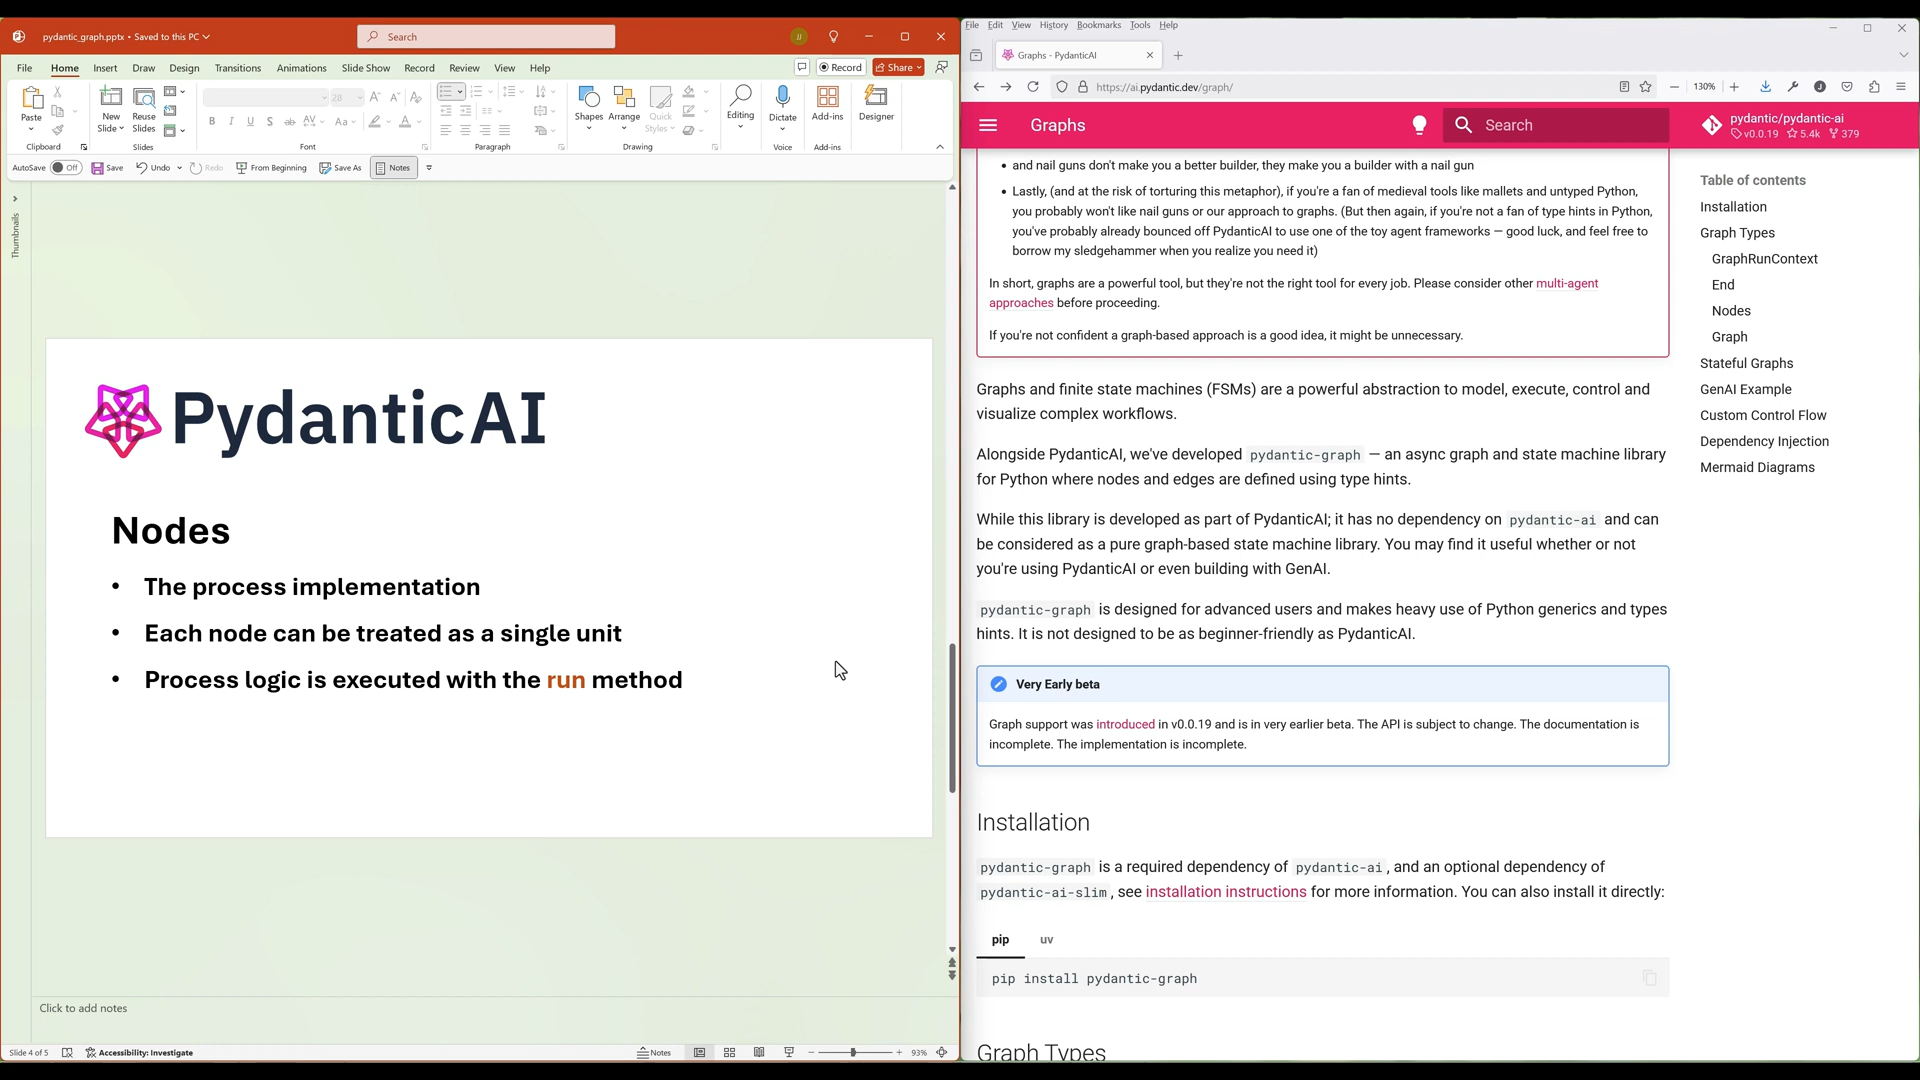 pydantic_graph.pptx • Saved to this PC
Search
JJ
File Home Insert Draw Design Transitions Animations Slide Show Record Review View Help
Record
Share
Paste
New Slide
Reuse Slides
28
Shapes
Arrange
Quick Styles
Editing
Dictate
Add-ins
Designer
Clipboard
Slides
Font
Paragraph
Drawing
Voice
Add-ins
AutoSave Off Save Undo Redo From Beginning Save As Notes
Thumbnails
PydanticAI
Nodes
• The process implementation
• Each node can be treated as a single unit
• Process logic is executed with the run method
Click to add notes
Slide 4 of 5 Accessibility: Investigate Notes 93%
File Edit View History Bookmarks Tools Help
Graphs - PydanticAI
https://ai.pydantic.dev/graph/
130%
Graphs
Search
pydantic/pydantic-ai
v0.0.19 5.4k 379
• and nail guns don't make you a better builder, they make you a builder with a nail gun
• Lastly, (and at the risk of torturing this metaphor), if you're a fan of medieval tools like mallets and untyped Python,
you probably won't like nail guns or our approach to graphs. (But then again, if you're not a fan of type hints in Python,
you've probably already bounced off PydanticAI to use one of the toy agent frameworks — good luck, and feel free to
borrow my sledgehammer when you realize you need it)
In short, graphs are a powerful tool, but they're not the right tool for every job. Please consider other multi-agent
approaches before proceeding.
If you're not confident a graph-based approach is a good idea, it might be unnecessary.
Graphs and finite state machines (FSMs) are a powerful abstraction to model, execute, control and
visualize complex workflows.
Alongside PydanticAI, we've developed pydantic-graph — an async graph and state machine library
for Python where nodes and edges are defined using type hints.
While this library is developed as part of PydanticAI; it has no dependency on pydantic-ai and can
be considered as a pure graph-based state machine library. You may find it useful whether or not
you're using PydanticAI or even building with GenAI.
pydantic-graph is designed for advanced users and makes heavy use of Python generics and types
hints. It is not designed to be as beginner-friendly as PydanticAI.
Very Early beta
Graph support was introduced in v0.0.19 and is in very earlier beta. The API is subject to change. The documentation is
incomplete. The implementation is incomplete.
Installation
pydantic-graph is a required dependency of pydantic-ai, and an optional dependency of
pydantic-ai-slim, see installation instructions for more information. You can also install it directly:
pip uv
pip install pydantic-graph
Graph Types
Table of contents
Installation
Graph Types
GraphRunContext
End
Nodes
Graph
Stateful Graphs
GenAI Example
Custom Control Flow
Dependency Injection
Mermaid Diagrams